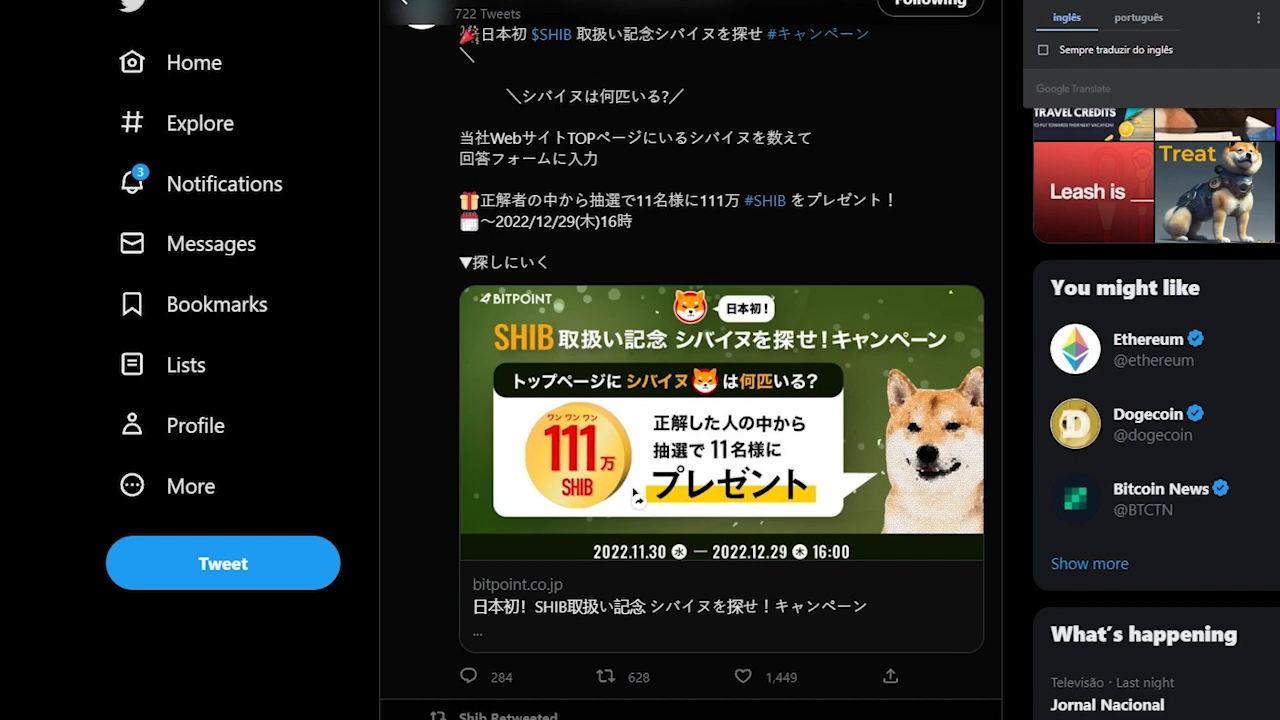 Home
Explore
3
Notifications
Messages
Bookmarks
Lists
Profile
More
Tweet
722 Tweets
Following
🎉日本初 $SHIB 取扱い記念シバイヌを探せ #キャンペーン
＼
＼シバイヌは何匹いる?／
当社WebサイトTOPページにいるシバイヌを数えて
回答フォームに入力
🎁正解者の中から抽選で11名様に111万 #SHIB をプレゼント！
🗓～2022/12/29(木)16時
▼探しにいく
BITPOINT
日本初！
SHIB取扱い記念 シバイヌを探せ！キャンペーン
トップページに シバイヌ は何匹いる？
ワン ワン ワン
111万
SHIB
正解した人の中から
抽選で 11名様に
プレゼント
2022.11.30 水 — 2022.12.29 木 16:00
bitpoint.co.jp
日本初！SHIB取扱い記念 シバイヌを探せ！キャンペーン
...
284
628
1,449
Shib Retweeted
inglês
português
Sempre traduzir do inglês
Google Translate
TRAVEL CREDITS
TO PUT TOWARDS THEIR NEXT VACATION!
Leash is __
Treat
You might like
Ethereum
@ethereum
Dogecoin
@dogecoin
Bitcoin News
@BTCTN
Show more
What's happening
Televisão · Last night
Jornal Nacional